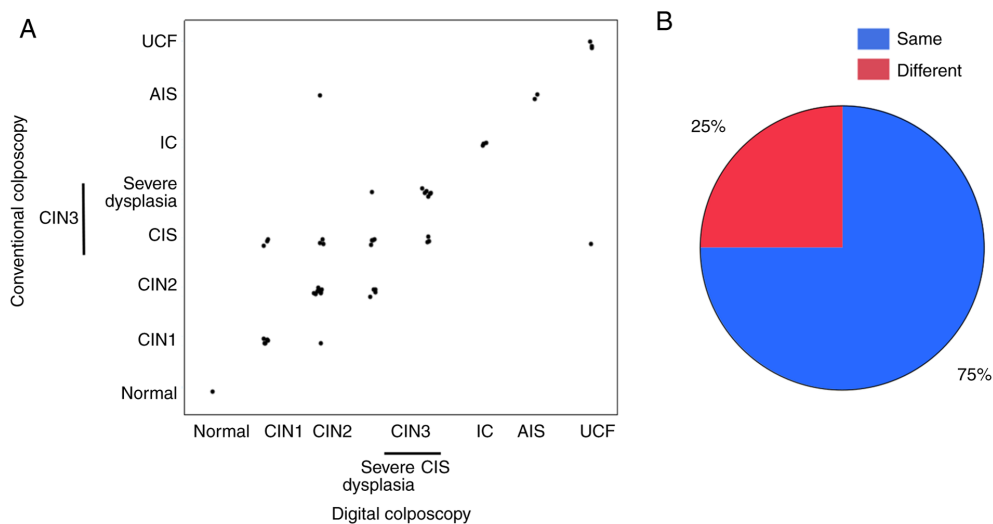 A
UCF
AIS
IC
Severe
dysplasia
CIN3
CIS
CIN2
CIN1
Normal
Conventional colposcopy
Normal CIN1 CIN2 CIN3 IC AIS UCF
Severe CIS
dysplasia
Digital colposcopy
B
Same
Different
25%
75%